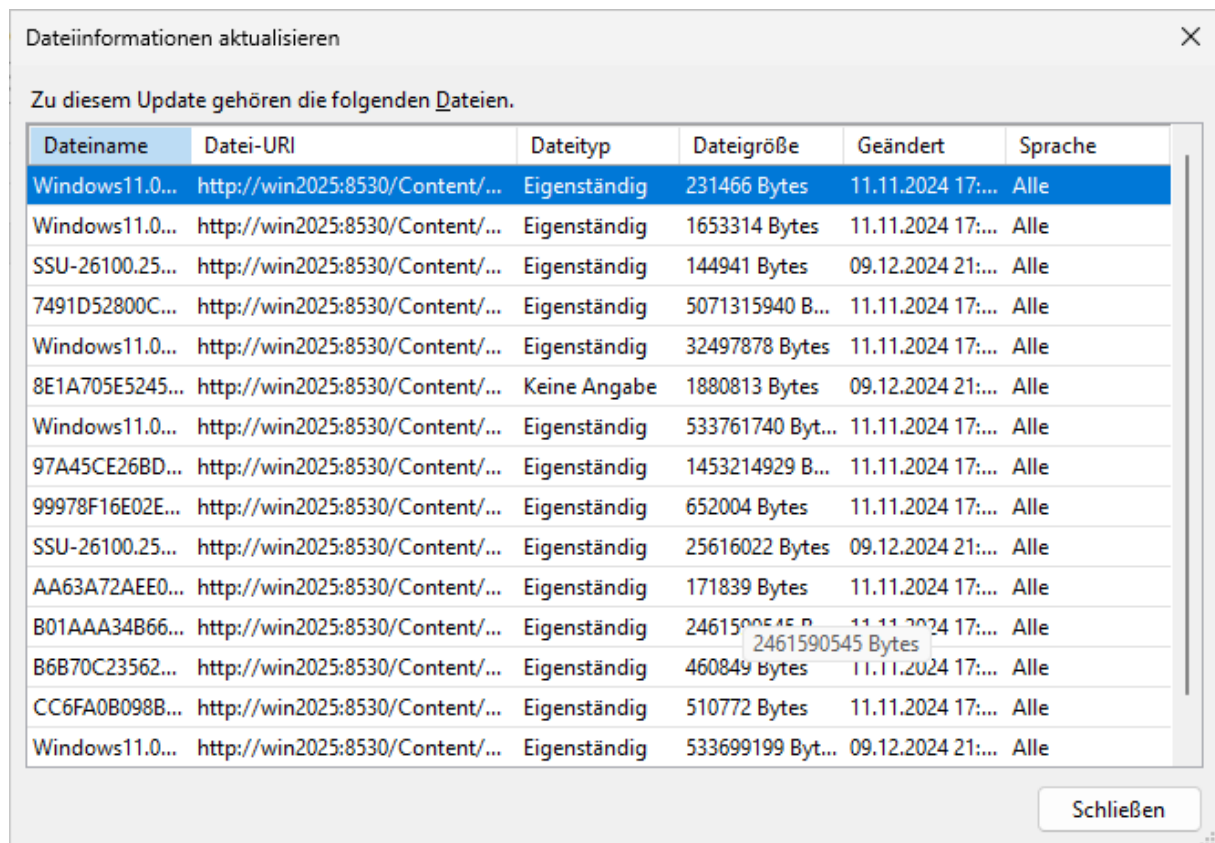 Dateiinformationen aktualisieren
Zu diesem Update gehören die folgenden Dateien.
Dateiname Datei-URI Dateityp Dateigröße Geändert Sprache
Windows11.0... http://win2025:8530/Content/... Eigenständig 231466 Bytes 11.11.2024 17:... Alle
Windows11.0... http://win2025:8530/Content/... Eigenständig 1653314 Bytes 11.11.2024 17:... Alle
SSU-26100.25... http://win2025:8530/Content/... Eigenständig 144941 Bytes 09.12.2024 21:... Alle
7491D52800C... http://win2025:8530/Content/... Eigenständig 5071315940 B... 11.11.2024 17:... Alle
Windows11.0... http://win2025:8530/Content/... Eigenständig 32497878 Bytes 11.11.2024 17:... Alle
8E1A705E5245... http://win2025:8530/Content/... Keine Angabe 1880813 Bytes 09.12.2024 21:... Alle
Windows11.0... http://win2025:8530/Content/... Eigenständig 533761740 Byt... 11.11.2024 17:... Alle
97A45CE26BD... http://win2025:8530/Content/... Eigenständig 1453214929 B... 11.11.2024 17:... Alle
99978F16E02E... http://win2025:8530/Content/... Eigenständig 652004 Bytes 11.11.2024 17:... Alle
SSU-26100.25... http://win2025:8530/Content/... Eigenständig 25616022 Bytes 09.12.2024 21:... Alle
AA63A72AEE0... http://win2025:8530/Content/... Eigenständig 171839 Bytes 11.11.2024 17:... Alle
B01AAA34B66... http://win2025:8530/Content/... Eigenständig 2461590545 B... 11.11.2024 17:... Alle
2461590545 Bytes
B6B70C23562... http://win2025:8530/Content/... Eigenständig 460849 Bytes 11.11.2024 17:... Alle
CC6FA0B098B... http://win2025:8530/Content/... Eigenständig 510772 Bytes 11.11.2024 17:... Alle
Windows11.0... http://win2025:8530/Content/... Eigenständig 533699199 Byt... 09.12.2024 21:... Alle
Schließen